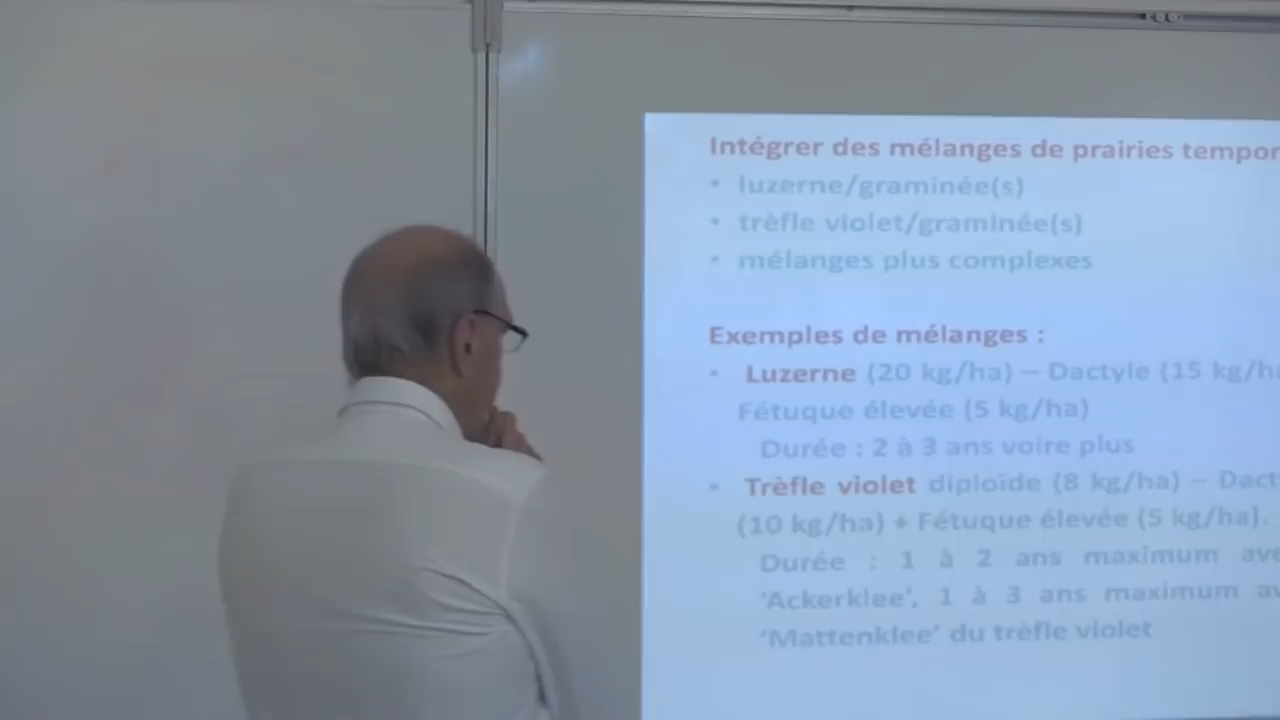 Intégrer des mélanges de prairies tempor
• luzerne/graminée(s)
• trèfle violet/graminée(s)
• mélanges plus complexes
Exemples de mélanges :
• Luzerne (20 kg/ha) – Dactyle (15 kg/ha
Fétuque élevée (5 kg/ha)
Durée : 2 à 3 ans voire plus
• Trèfle violet diploïde (8 kg/ha) – Dact
(10 kg/ha) + Fétuque élevée (5 kg/ha).
Durée : 1 à 2 ans maximum ave
‘Ackerklee’, 1 à 3 ans maximum av
‘Mattenklee’ du trèfle violet